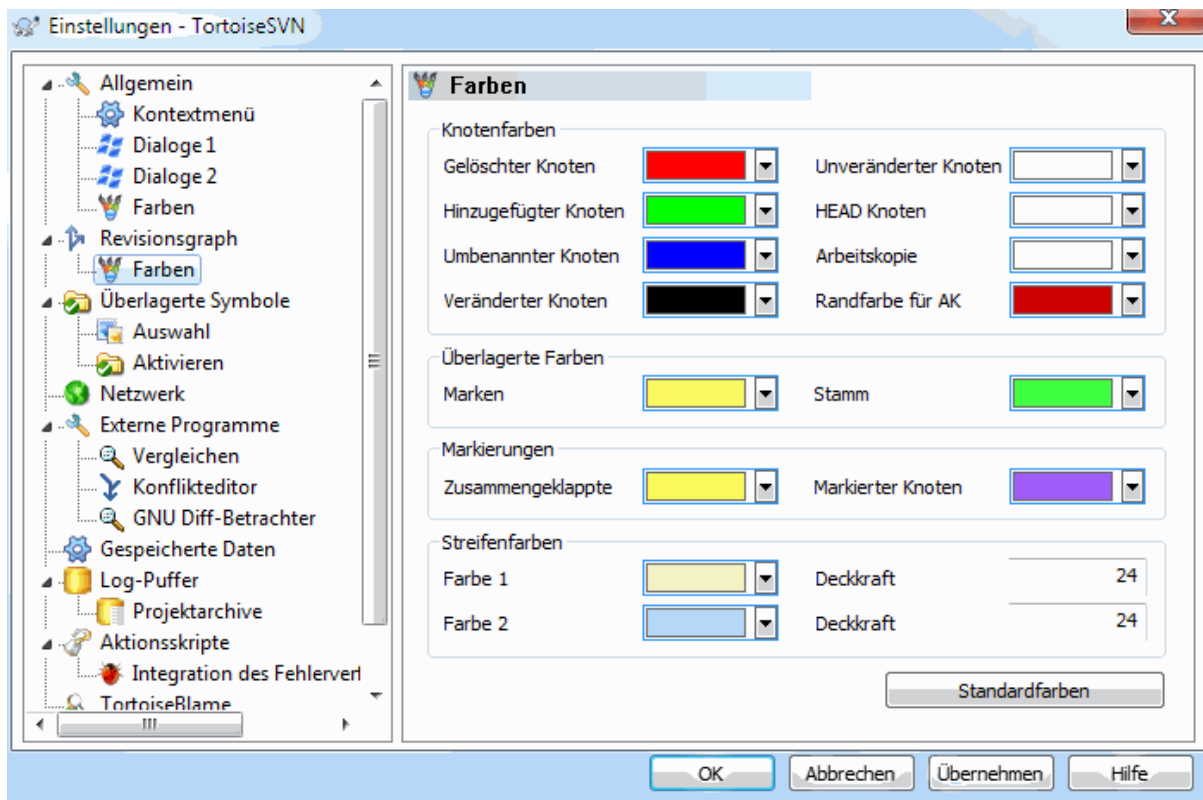 Einstellungen - TortoiseSVN
Allgemein
Kontextmenü
Dialoge 1
Dialoge 2
Farben
Revisionsgraph
Farben
Überlagerte Symbole
Auswahl
Aktivieren
Netzwerk
Externe Programme
Vergleichen
Konflikteditor
GNU Diff-Betrachter
Gespeicherte Daten
Log-Puffer
Projektarchive
Aktionsskripte
Integration des Fehlerverf
TortoiseBlame
Farben
Knotenfarben
Gelöschter Knoten Unveränderter Knoten
Hinzugefügter Knoten HEAD Knoten
Umbenannter Knoten Arbeitskopie
Veränderter Knoten Randfarbe für AK
Überlagerte Farben
Marken Stamm
Markierungen
Zusammengeklappte Markierter Knoten
Streifenfarben
Farbe 1 Deckkraft 24
Farbe 2 Deckkraft 24
Standardfarben
OK Abbrechen Übernehmen Hilfe